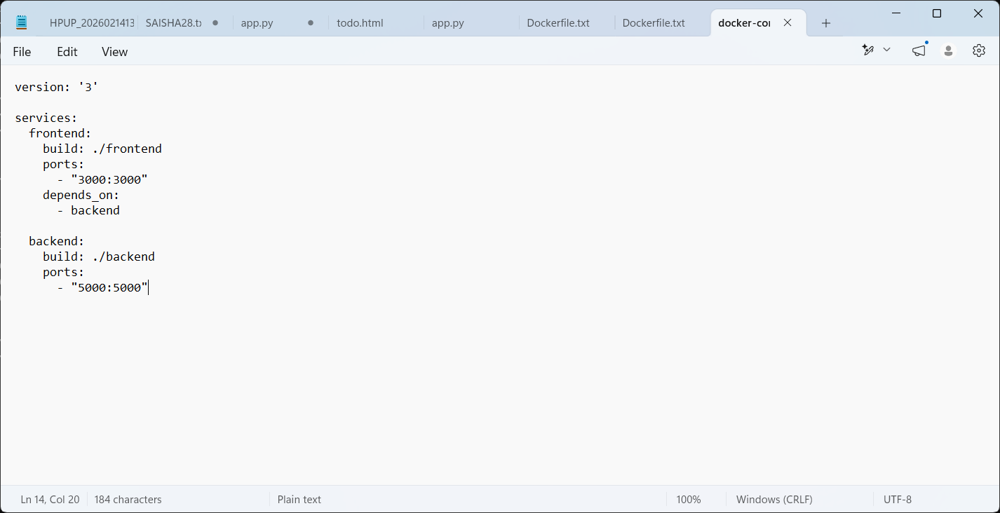 HPUP_2026021413 SAISHA28.tx app.py todo.html app.py Dockerfile.txt Dockerfile.txt docker-cor
File Edit View
version: '3'
services:
  frontend:
    build: ./frontend
    ports:
      - "3000:3000"
    depends_on:
      - backend
  backend:
    build: ./backend
    ports:
      - "5000:5000"
Ln 14, Col 20 184 characters Plain text 100% Windows (CRLF) UTF-8